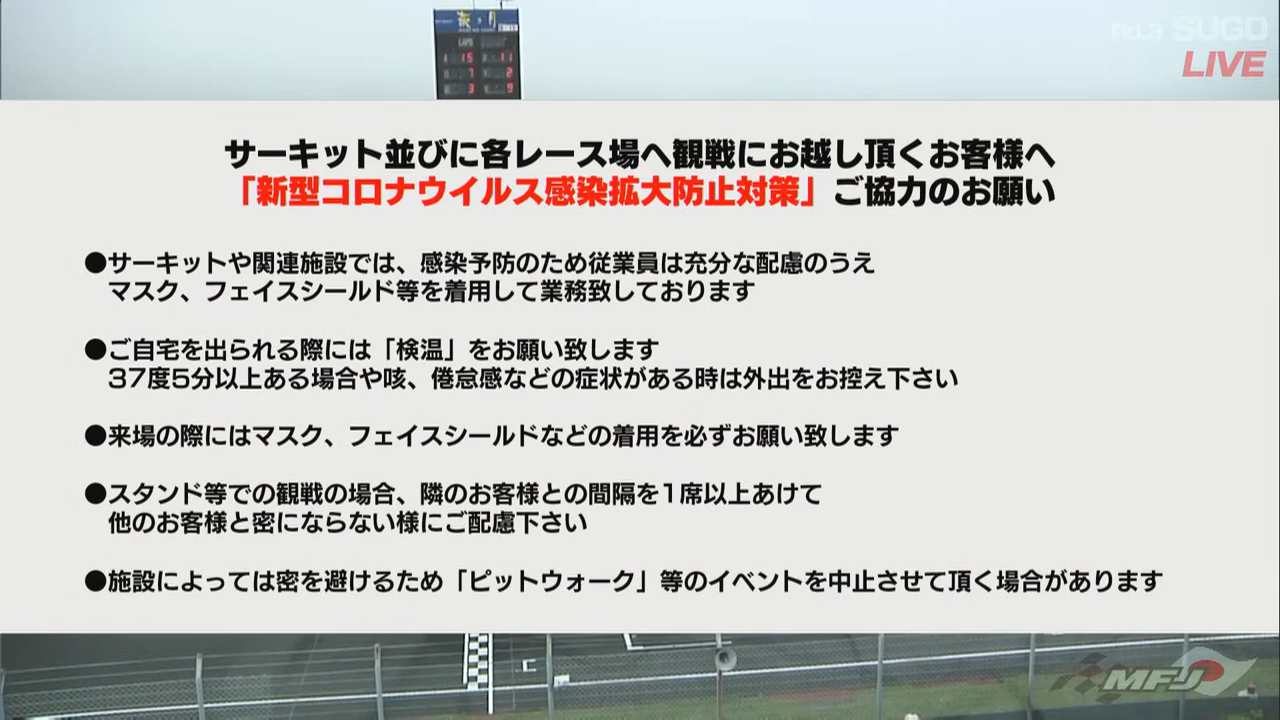 Rd.3 SUGO
LIVE
LAPS
15
11
7
2
3
9
サーキット並びに各レース場へ観戦にお越し頂くお客様へ
「新型コロナウイルス感染拡大防止対策」ご協力のお願い
●サーキットや関連施設では、感染予防のため従業員は充分な配慮のうえ
マスク、フェイスシールド等を着用して業務致しております
●ご自宅を出られる際には「検温」をお願い致します
37度5分以上ある場合や咳、倦怠感などの症状がある時は外出をお控え下さい
●来場の際にはマスク、フェイスシールドなどの着用を必ずお願い致します
●スタンド等での観戦の場合、隣のお客様との間隔を1席以上あけて
他のお客様と密にならない様にご配慮下さい
●施設によっては密を避けるため「ピットウォーク」等のイベントを中止させて頂く場合があります
MFJ